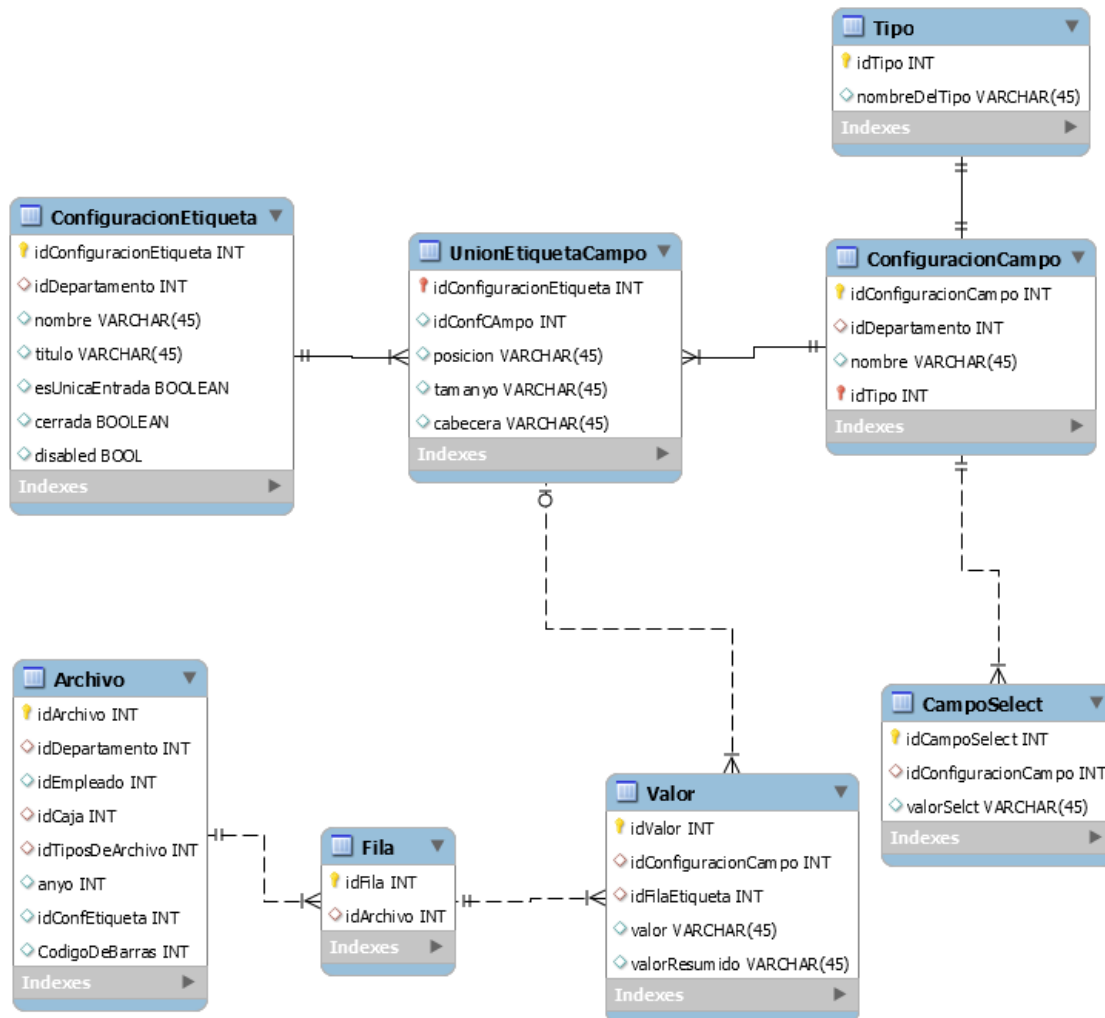 Tipo
idTipo INT
nombreDelTipo VARCHAR(45)
Indexes
ConfiguracionEtiqueta
idConfiguracionEtiqueta INT
idDepartamento INT
nombre VARCHAR(45)
titulo VARCHAR(45)
esUnicaEntrada BOOLEAN
cerrada BOOLEAN
disabled BOOL
Indexes
UnionEtiquetaCampo
idConfiguracionEtiqueta INT
idConfCAmpo INT
posicion VARCHAR(45)
tamanyo VARCHAR(45)
cabecera VARCHAR(45)
Indexes
ConfiguracionCampo
idConfiguracionCampo INT
idDepartamento INT
nombre VARCHAR(45)
idTipo INT
Indexes
Archivo
idArchivo INT
idDepartamento INT
idEmpleado INT
idCaja INT
idTiposDeArchivo INT
anyo INT
idConfEtiqueta INT
CodigoDeBarras INT
Indexes
Fila
idFila INT
idArchivo INT
Indexes
Valor
idValor INT
idConfiguracionCampo INT
idFilaEtiqueta INT
valor VARCHAR(45)
valorResumido VARCHAR(45)
Indexes
CampoSelect
idCampoSelect INT
idConfiguracionCampo INT
valorSelct VARCHAR(45)
Indexes